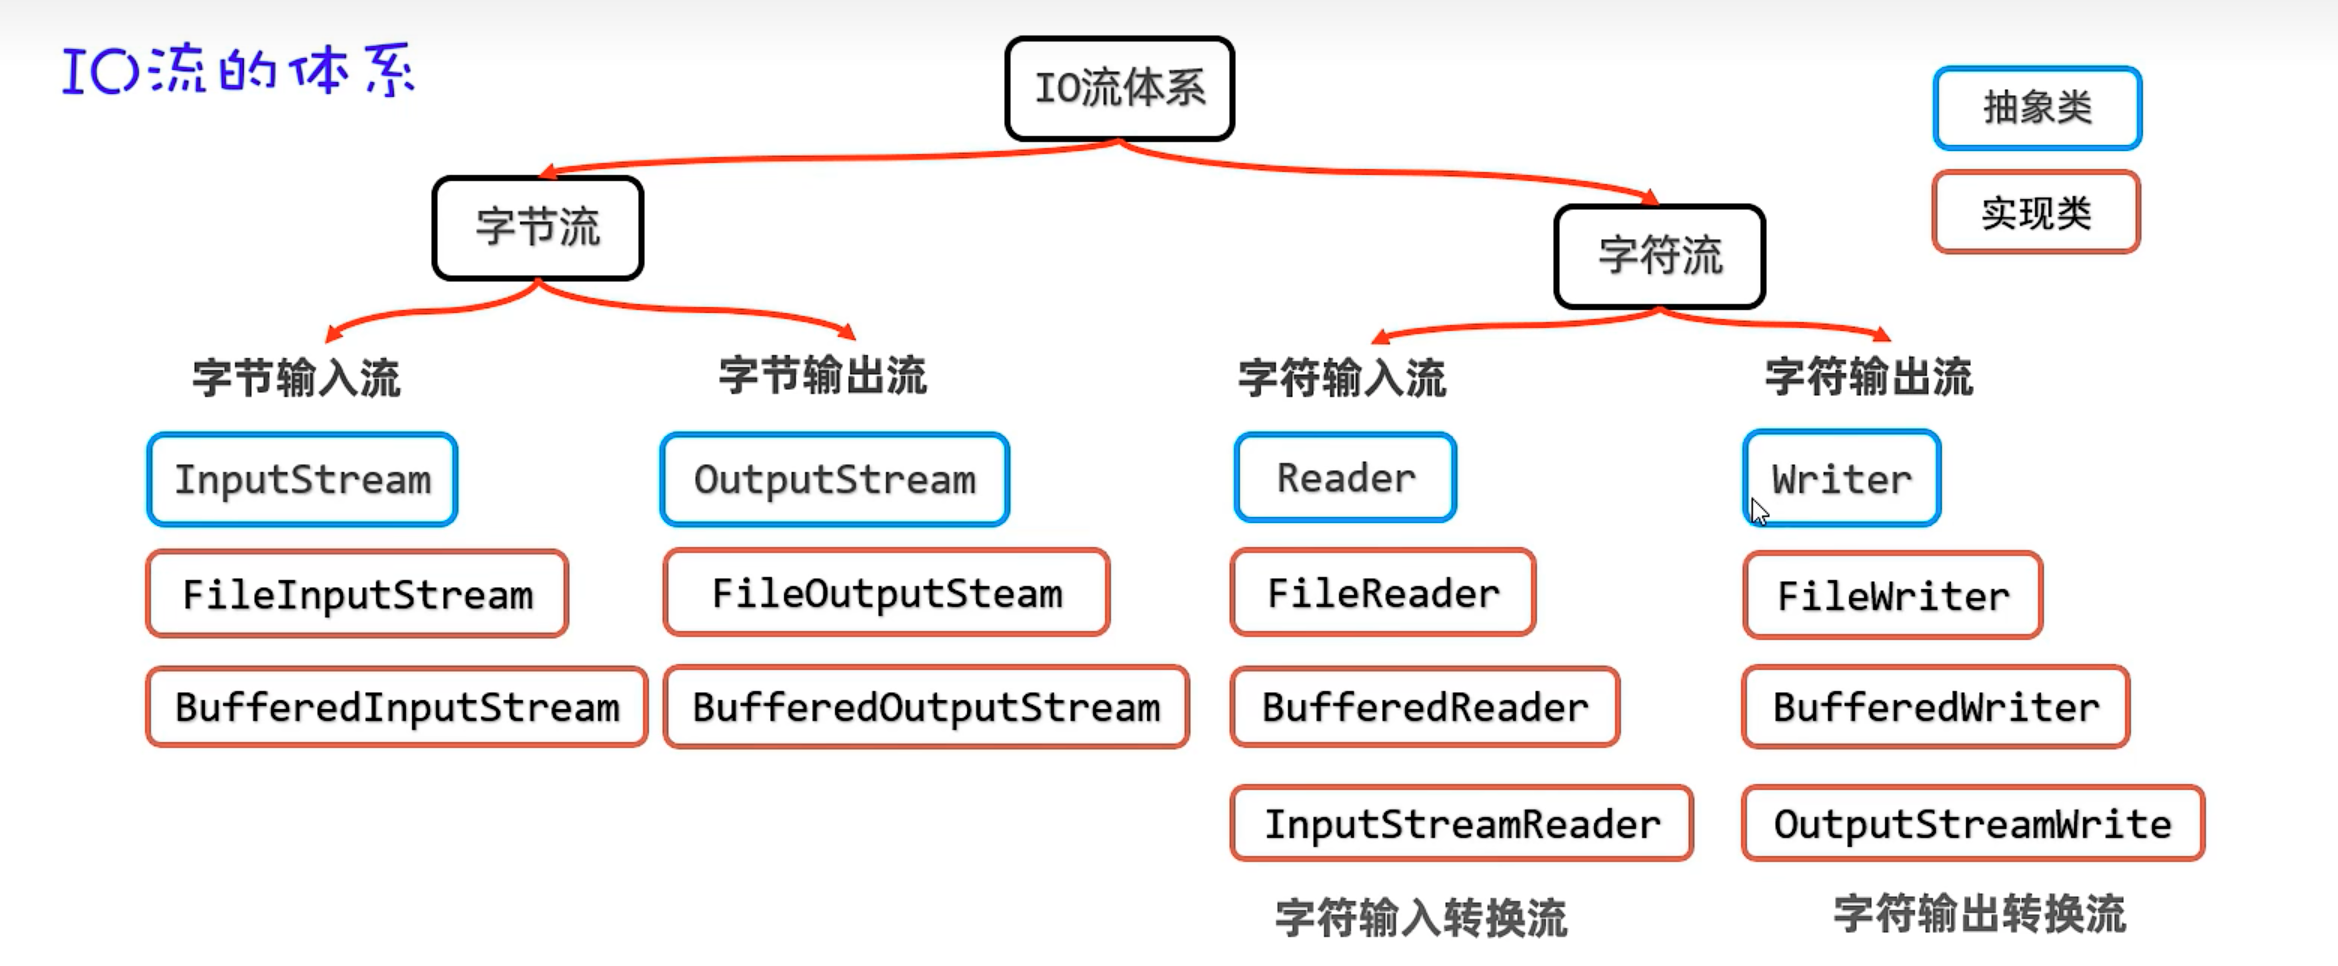 IO流的体系
IO流体系
抽象类
实现类
字节流
字符流
字节输入流
字节输出流
字符输入流
字符输出流
InputStream
OutputStream
Reader
Writer
FileInputStream
FileOutputSteam
FileReader
FileWriter
BufferedInputStream
BufferedOutputStream
BufferedReader
BufferedWriter
InputStreamReader
OutputStreamWrite
字符输入转换流
字符输出转换流